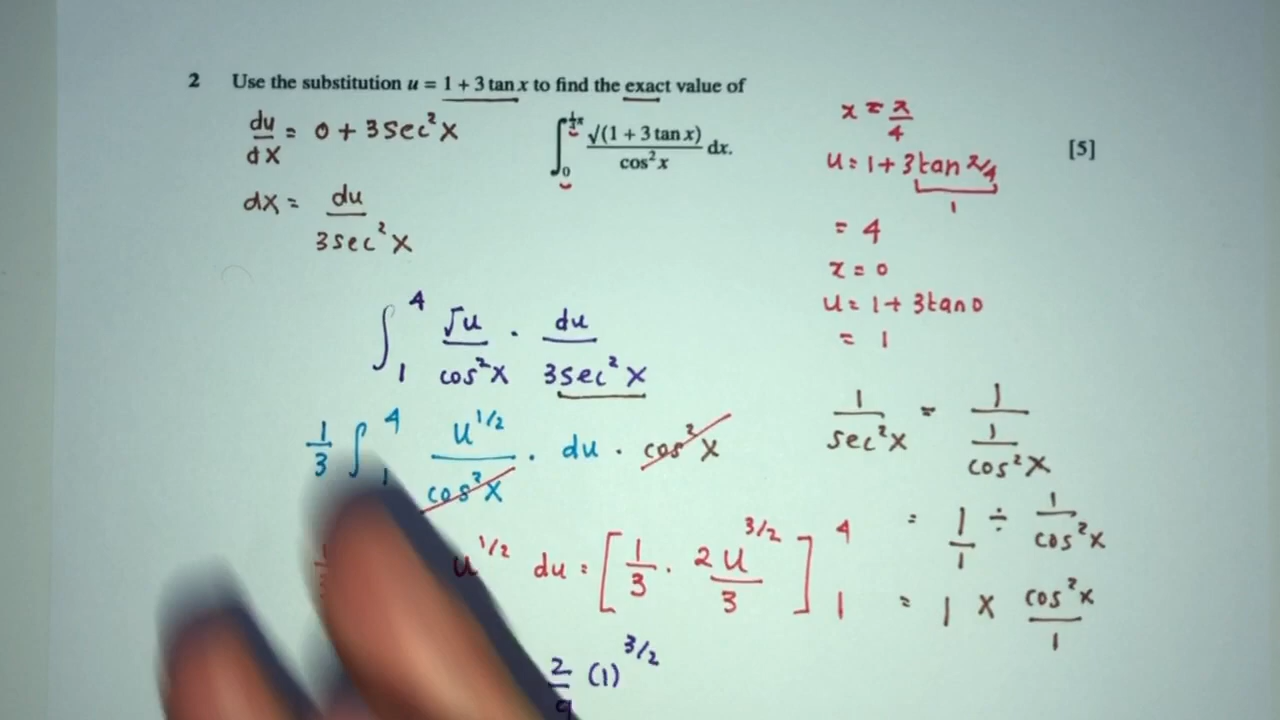 2 Use the substitution u = 1 + 3 tan x to find the exact value of
∫₀^¼π √(1 + 3 tan x) / cos²x dx.
[5]
du/dx = 0 + 3sec²x
dx = du / 3sec²x
∫₁⁴ √u / cos²x · du / 3sec²x
1/3 ∫₁⁴ u^1/2 / cos²x · du · cos²x
u^1/2 du = [1/3 · 2u^3/2 / 3]₁⁴
2/9 (1)^3/2
x = π/4
u = 1 + 3tan π/4
1
= 4
x = 0
u = 1 + 3tan0
= 1
1 / sec²x = 1 / (1 / cos²x)
= 1/1 ÷ 1 / cos²x
= 1 × cos²x / 1